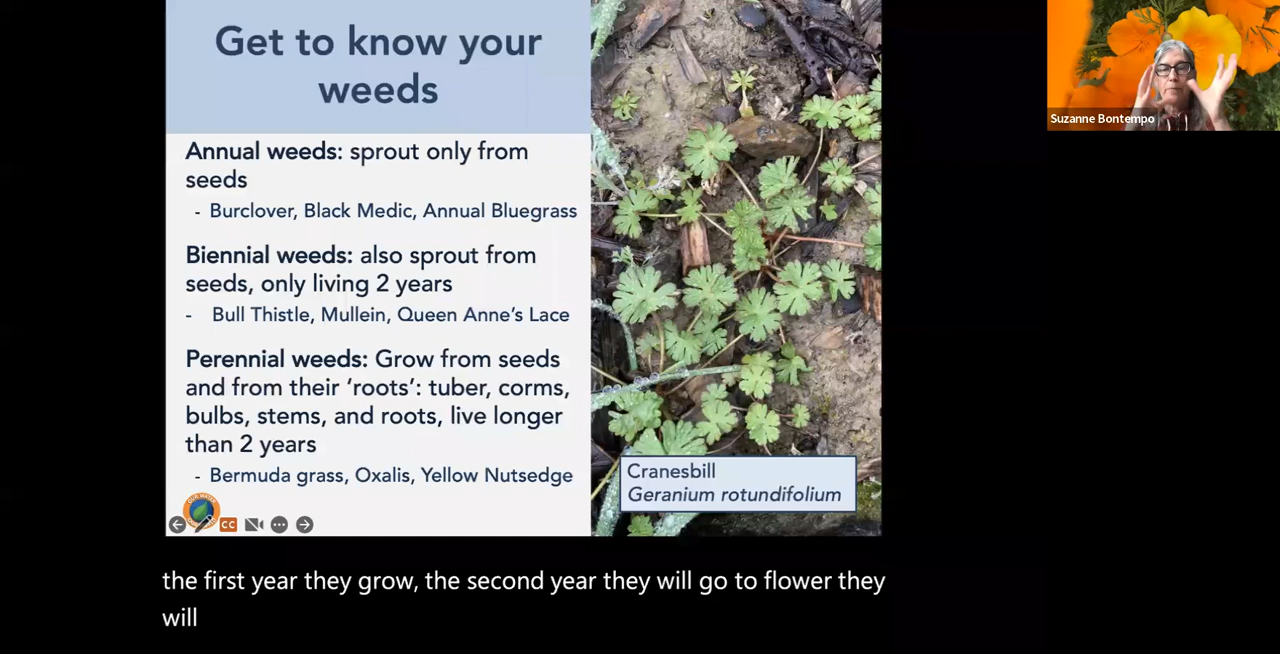 Get to know your
weeds
Annual weeds: sprout only from
seeds
- Burclover, Black Medic, Annual Bluegrass
Biennial weeds: also sprout from
seeds, only living 2 years
- Bull Thistle, Mullein, Queen Anne's Lace
Perennial weeds: Grow from seeds
and from their 'roots': tuber, corms,
bulbs, stems, and roots, live longer
than 2 years
- Bermuda grass, Oxalis, Yellow Nutsedge
Cranesbill
Geranium rotundifolium
Suzanne Bontempo
OUR WATER
CC
the first year they grow, the second year they will go to flower they
will